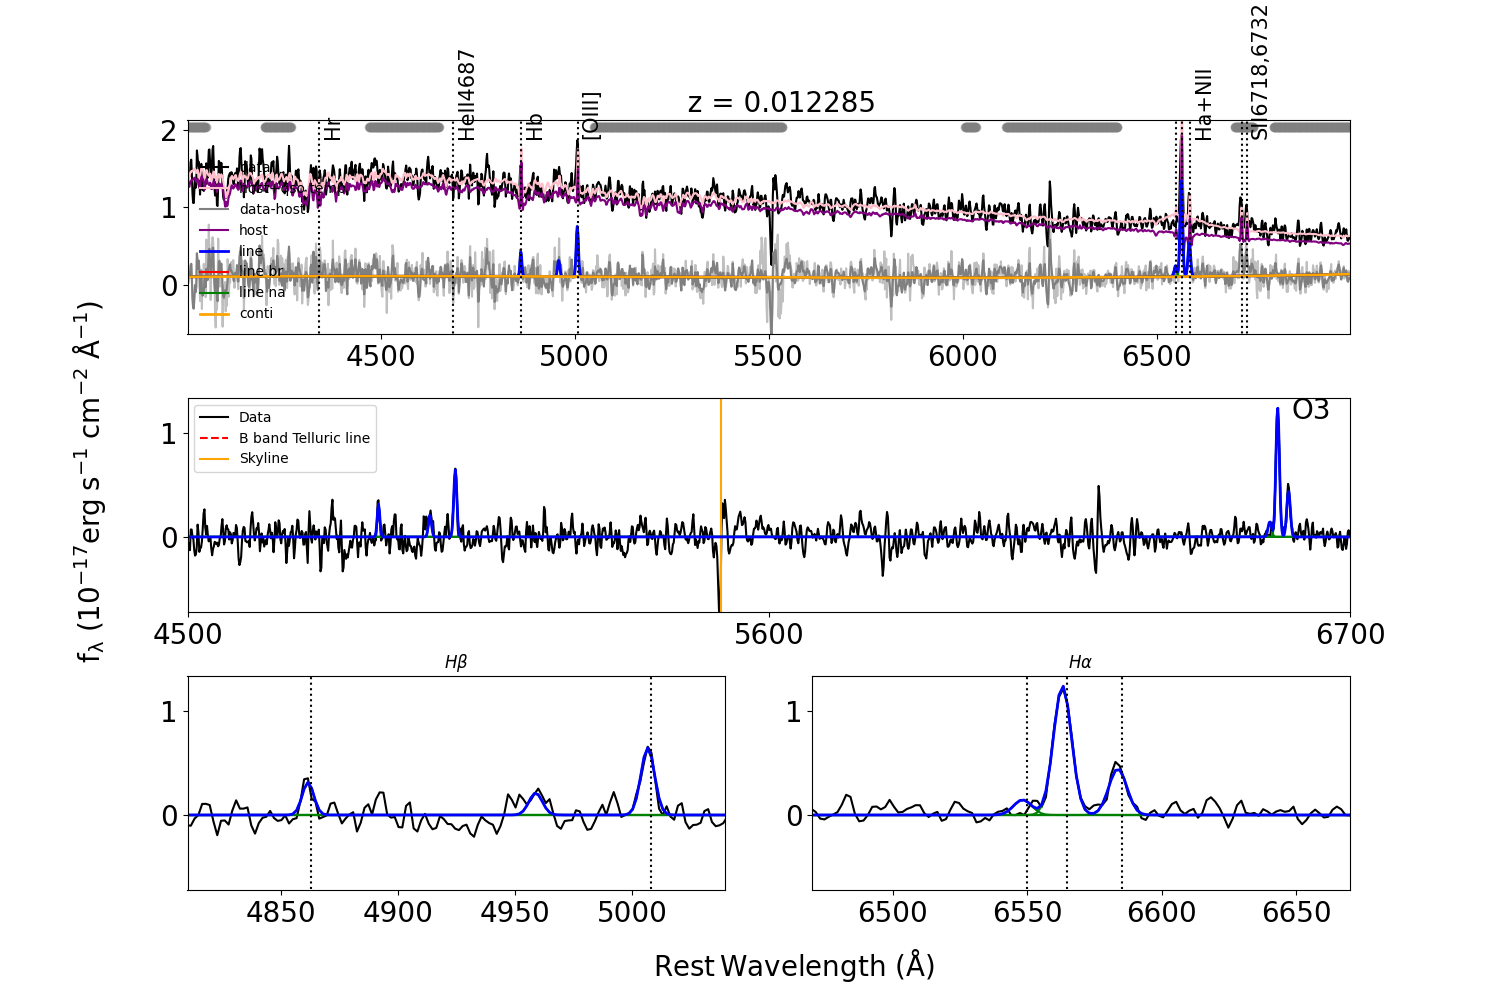 z = 0.012285
Hr
HeII4687
Hb
[OIII]
Ha+NII
SII6718,6732
2
1
0
data
data-host
host
line
line br
line na
conti
4500
5000
5500
6000
6500
f_λ (10^−17 erg s^−1 cm^−2 Å^−1)
1
0
Data
B band Telluric line
Skyline
O3
4500
5600
6700
Hβ
1
0
4850
4900
4950
5000
Hα
1
0
6500
6550
6600
6650
Rest Wavelength (Å)